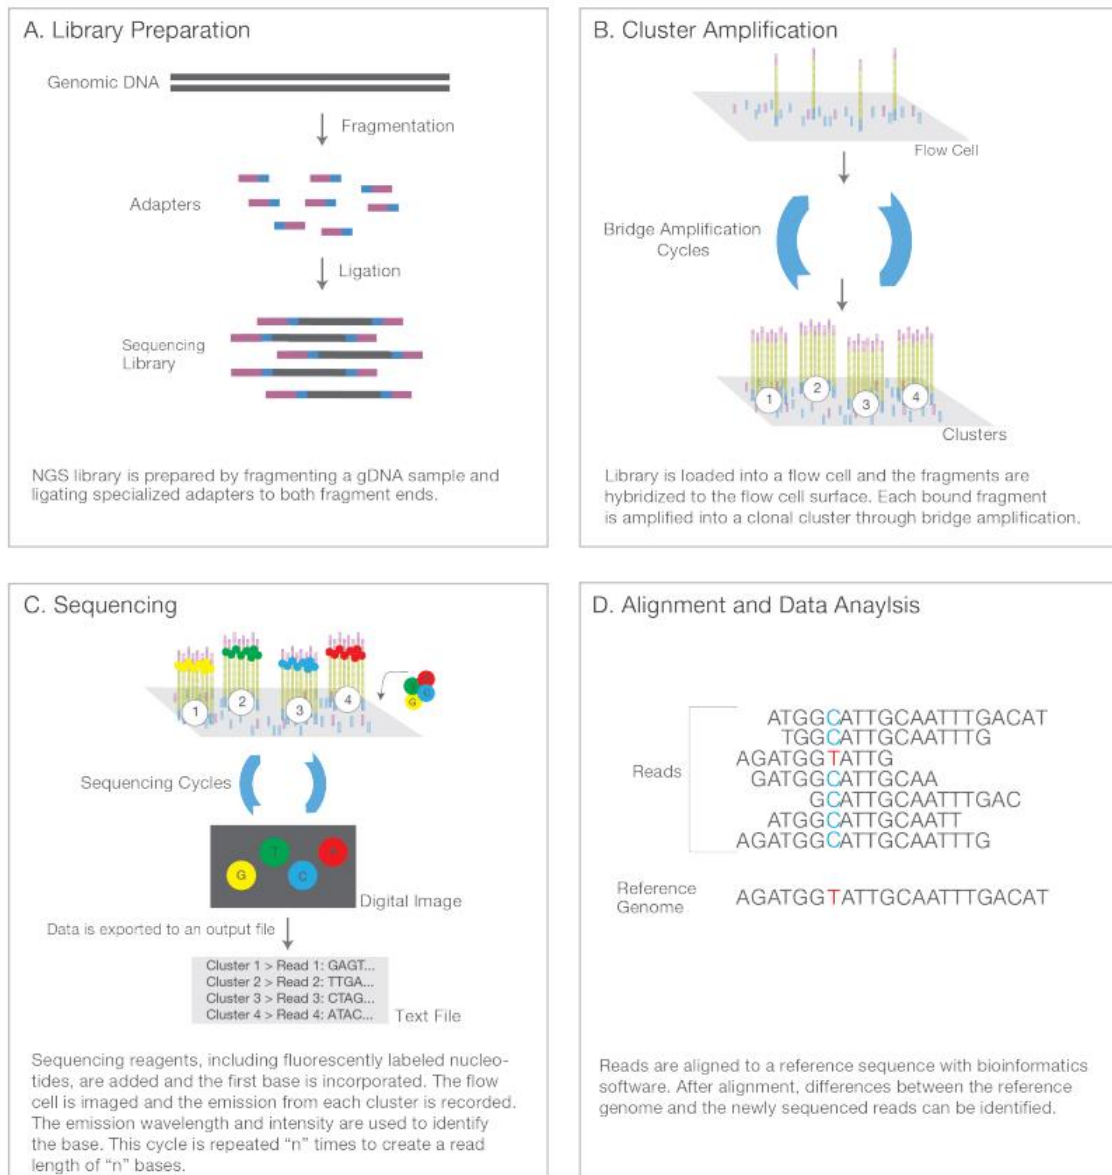 A. Library Preparation
Genomic DNA
Fragmentation
Adapters
Ligation
Sequencing
Library
NGS library is prepared by fragmenting a gDNA sample and
ligating specialized adapters to both fragment ends.
B. Cluster Amplification
Flow Cell
Bridge Amplification
Cycles
1
2
3
4
Clusters
Library is loaded into a flow cell and the fragments are
hybridized to the flow cell surface. Each bound fragment
is amplified into a clonal cluster through bridge amplification.
C. Sequencing
1
2
3
4
G
Sequencing Cycles
T
G
C
Digital Image
Data is exported to an output file
Cluster 1 > Read 1: GAGT...
Cluster 2 > Read 2: TTGA...
Cluster 3 > Read 3: CTAG...
Cluster 4 > Read 4: ATAC...
Text File
Sequencing reagents, including fluorescently labeled nucleo-
tides, are added and the first base is incorporated. The flow
cell is imaged and the emission from each cluster is recorded.
The emission wavelength and intensity are used to identify
the base. This cycle is repeated “n” times to create a read
length of “n” bases.
D. Alignment and Data Anaylsis
ATGGCATTGCAATTTGACAT
TGGCATTGCAATTTG
AGATGGTATTG
Reads
GATGGCATTGCAA
GCATTGCAATTTGAC
ATGGCATTGCAATT
AGATGGCATTGCAATTTG
Reference
Genome
AGATGGTATTGCAATTTGACAT
Reads are aligned to a reference sequence with bioinformatics
software. After alignment, differences between the reference
genome and the newly sequenced reads can be identified.